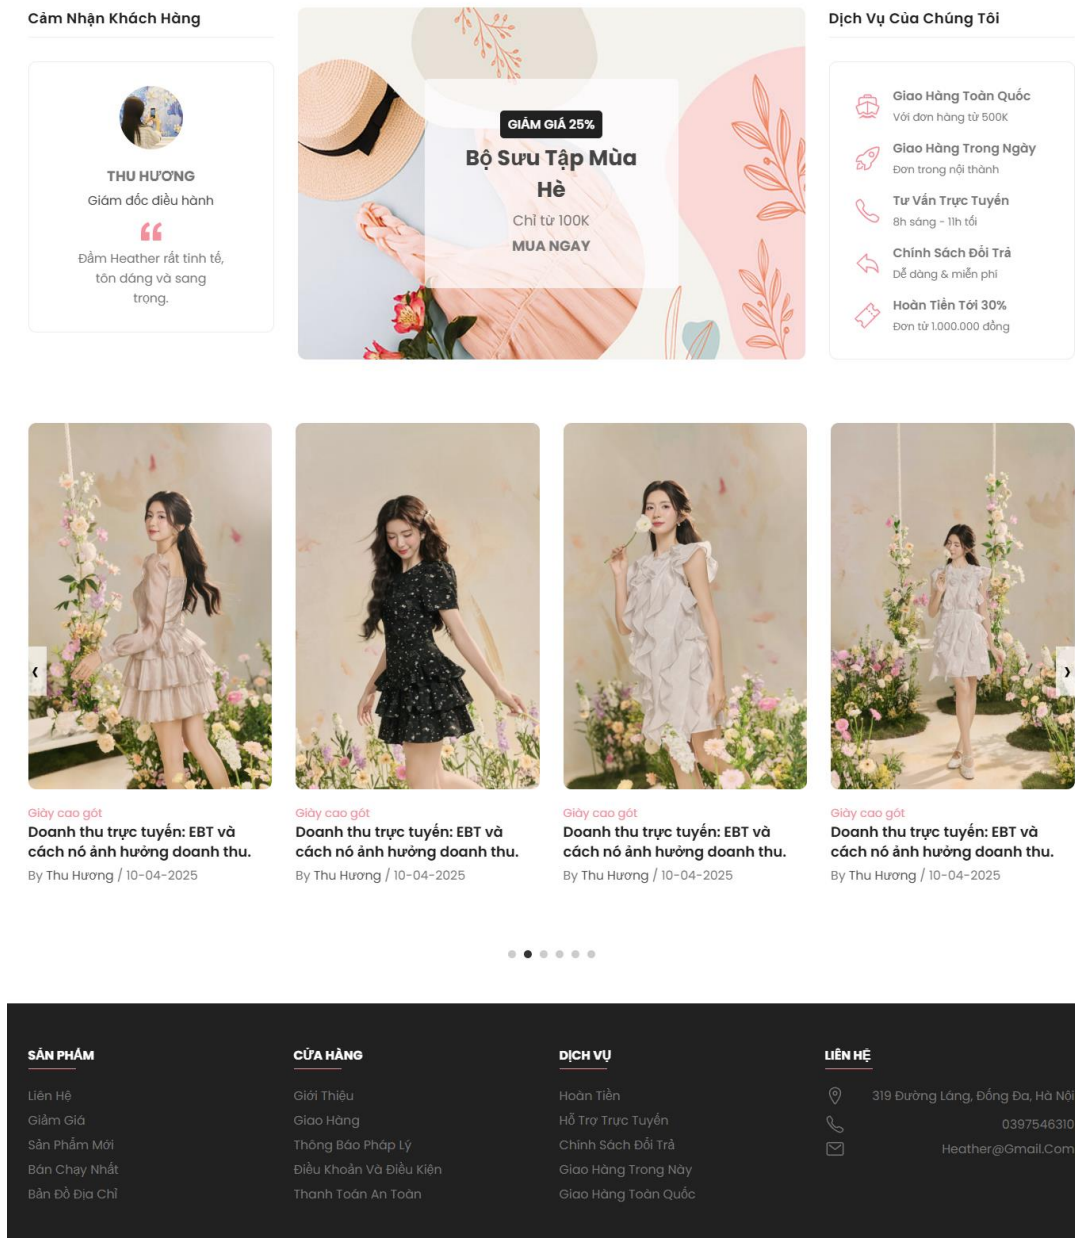 Cảm Nhận Khách Hàng
THU HƯƠNG
Giám đốc điều hành
Đầm Heather rất tinh tế,
tôn dáng và sang
trọng.
GIẢM GIÁ 25%
Bộ Sưu Tập Mùa
Hè
Chỉ từ 100K
MUA NGAY
Dịch Vụ Của Chúng Tôi
Giao Hàng Toàn Quốc
Với đơn hàng từ 500K
Giao Hàng Trong Ngày
Đơn trong nội thành
Tư Vấn Trực Tuyến
8h sáng - 11h tối
Chính Sách Đổi Trả
Dễ dàng & miễn phí
Hoàn Tiền Tới 30%
Đơn từ 1.000.000 đồng
Giày cao gót
Doanh thu trực tuyến: EBT và
cách nó ảnh hưởng doanh thu.
By Thu Hương / 10-04-2025
Giày cao gót
Doanh thu trực tuyến: EBT và
cách nó ảnh hưởng doanh thu.
By Thu Hương / 10-04-2025
Giày cao gót
Doanh thu trực tuyến: EBT và
cách nó ảnh hưởng doanh thu.
By Thu Hương / 10-04-2025
Giày cao gót
Doanh thu trực tuyến: EBT và
cách nó ảnh hưởng doanh thu.
By Thu Hương / 10-04-2025
SẢN PHẨM
Liên Hệ
Giảm Giá
Sản Phẩm Mới
Bán Chạy Nhất
Bản Đồ Địa Chỉ
CỬA HÀNG
Giới Thiệu
Giao Hàng
Thông Báo Pháp Lý
Điều Khoản Và Điều Kiện
Thanh Toán An Toàn
DỊCH VỤ
Hoàn Tiền
Hỗ Trợ Trực Tuyến
Chính Sách Đổi Trả
Giao Hàng Trong Này
Giao Hàng Toàn Quốc
LIÊN HỆ
319 Đường Láng, Đống Đa, Hà Nội
0397546310
Heather@Gmail.Com